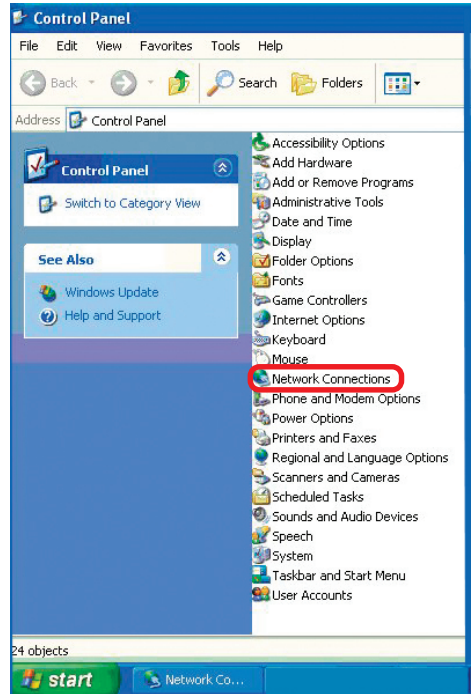 Control Panel
File Edit View Favorites Tools Help
Back Search Folders
Address Control Panel
Control Panel
Switch to Category View
See Also
Windows Update
Help and Support
Accessibility Options
Add Hardware
Add or Remove Programs
Administrative Tools
Date and Time
Display
Folder Options
Fonts
Game Controllers
Internet Options
Keyboard
Mouse
Network Connections
Phone and Modem Options
Power Options
Printers and Faxes
Regional and Language Options
Scanners and Cameras
Scheduled Tasks
Sounds and Audio Devices
Speech
System
Taskbar and Start Menu
User Accounts
24 objects
start Network Co...